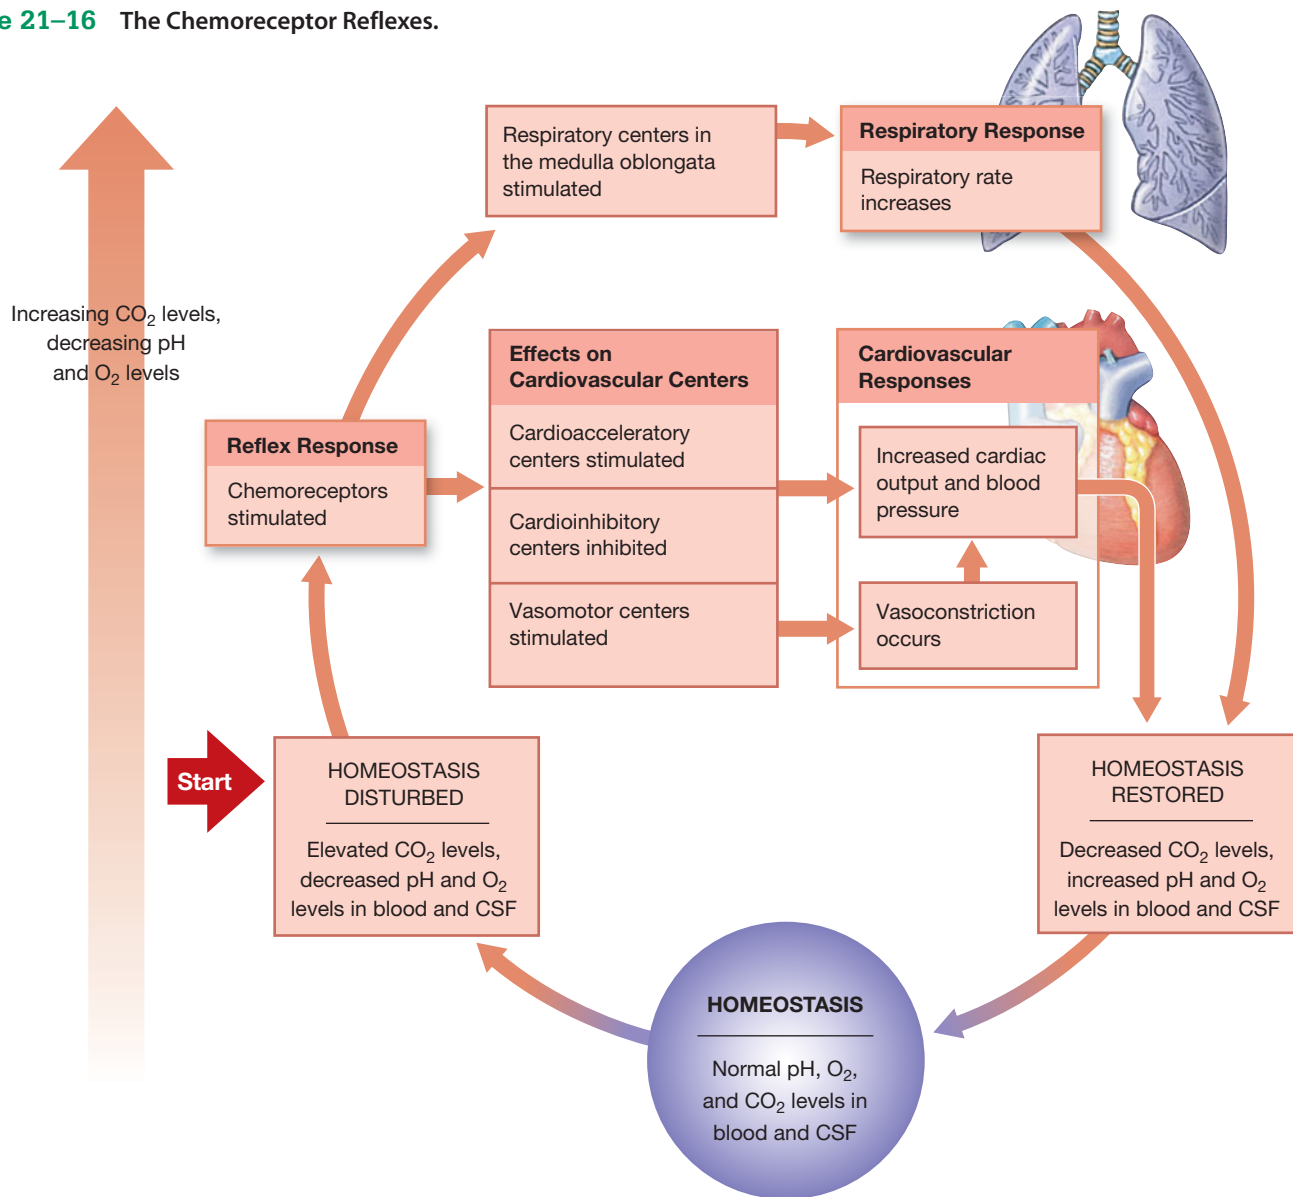 e 21–16 The Chemoreceptor Reflexes.
Increasing CO₂ levels,
decreasing pH
and O₂ levels
Respiratory centers in
the medulla oblongata
stimulated
Respiratory Response
Respiratory rate
increases
Reflex Response
Chemoreceptors
stimulated
Effects on
Cardiovascular Centers
Cardioacceleratory
centers stimulated
Cardioinhibitory
centers inhibited
Vasomotor centers
stimulated
Cardiovascular
Responses
Increased cardiac
output and blood
pressure
Vasoconstriction
occurs
Start
HOMEOSTASIS
DISTURBED
Elevated CO₂ levels,
decreased pH and O₂
levels in blood and CSF
HOMEOSTASIS
RESTORED
Decreased CO₂ levels,
increased pH and O₂
levels in blood and CSF
HOMEOSTASIS
Normal pH, O₂,
and CO₂ levels in
blood and CSF